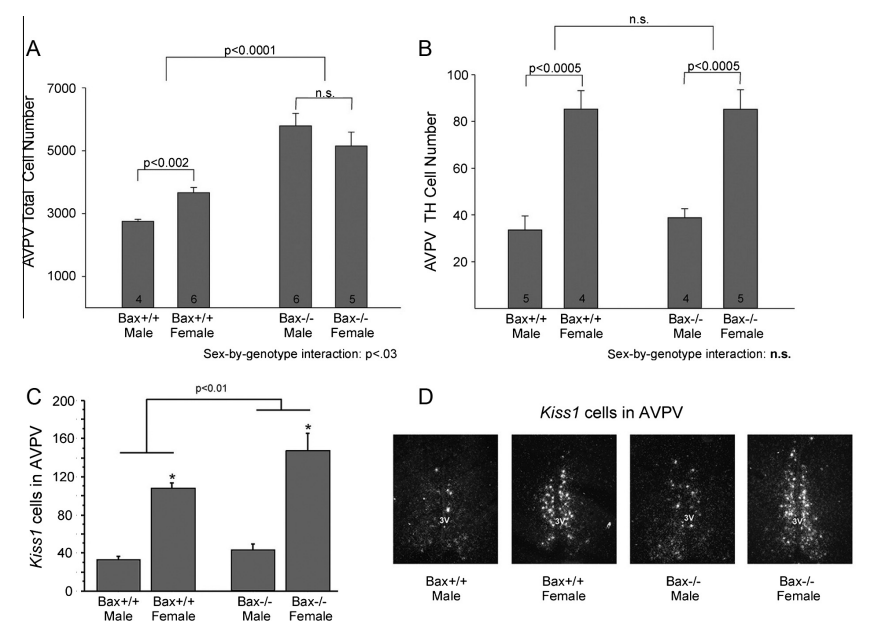 A
p<0.0001
n.s.
p<0.002
AVPV Total Cell Number
7000
5000
3000
1000
4
6
6
5
Bax+/+
Male
Bax+/+
Female
Bax-/-
Male
Bax-/-
Female
Sex-by-genotype interaction: p<.03
B
n.s.
p<0.0005
p<0.0005
AVPV TH Cell Number
100
80
60
40
20
5
4
4
5
Bax+/+
Male
Bax+/+
Female
Bax-/-
Male
Bax-/-
Female
Sex-by-genotype interaction: n.s.
C
p<0.01
*
*
Kiss1 cells in AVPV
200
160
120
80
40
0
Bax+/+
Male
Bax+/+
Female
Bax-/-
Male
Bax-/-
Female
D
Kiss1 cells in AVPV
3V
3V
3V
3V
Bax+/+
Male
Bax+/+
Female
Bax-/-
Male
Bax-/-
Female